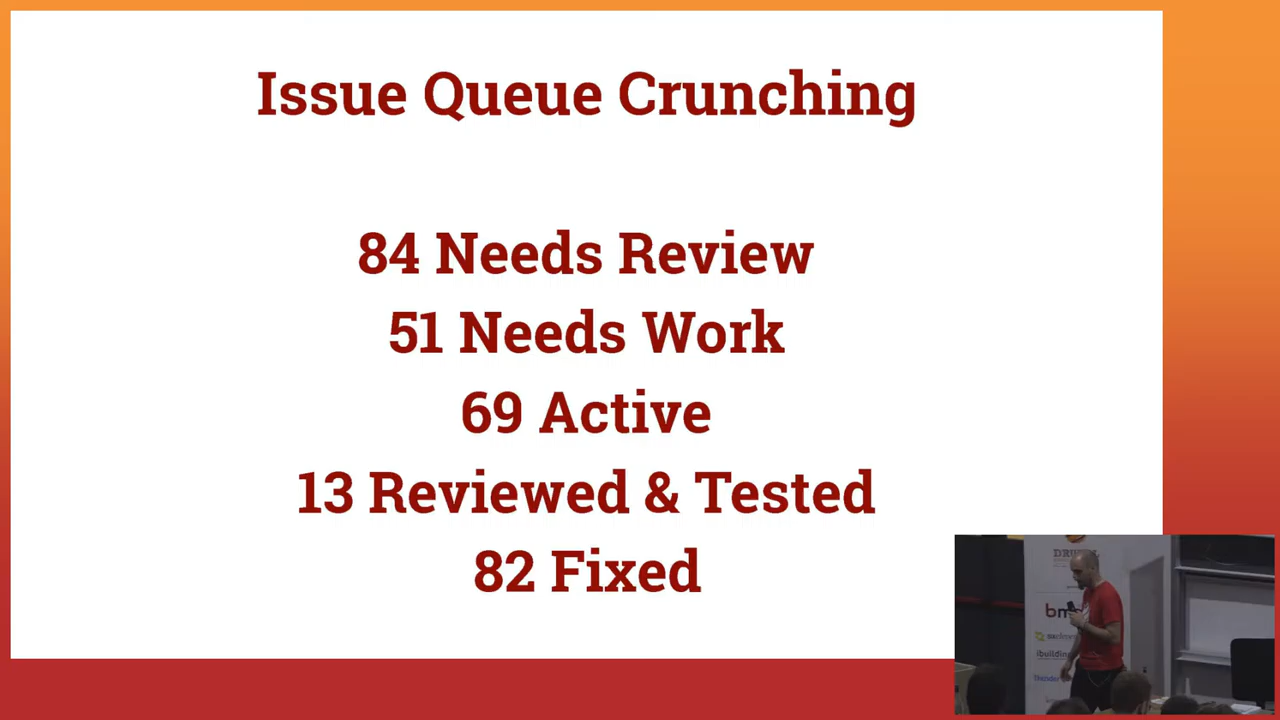 Issue Queue Crunching
84 Needs Review
51 Needs Work
69 Active
13 Reviewed & Tested
82 Fixed